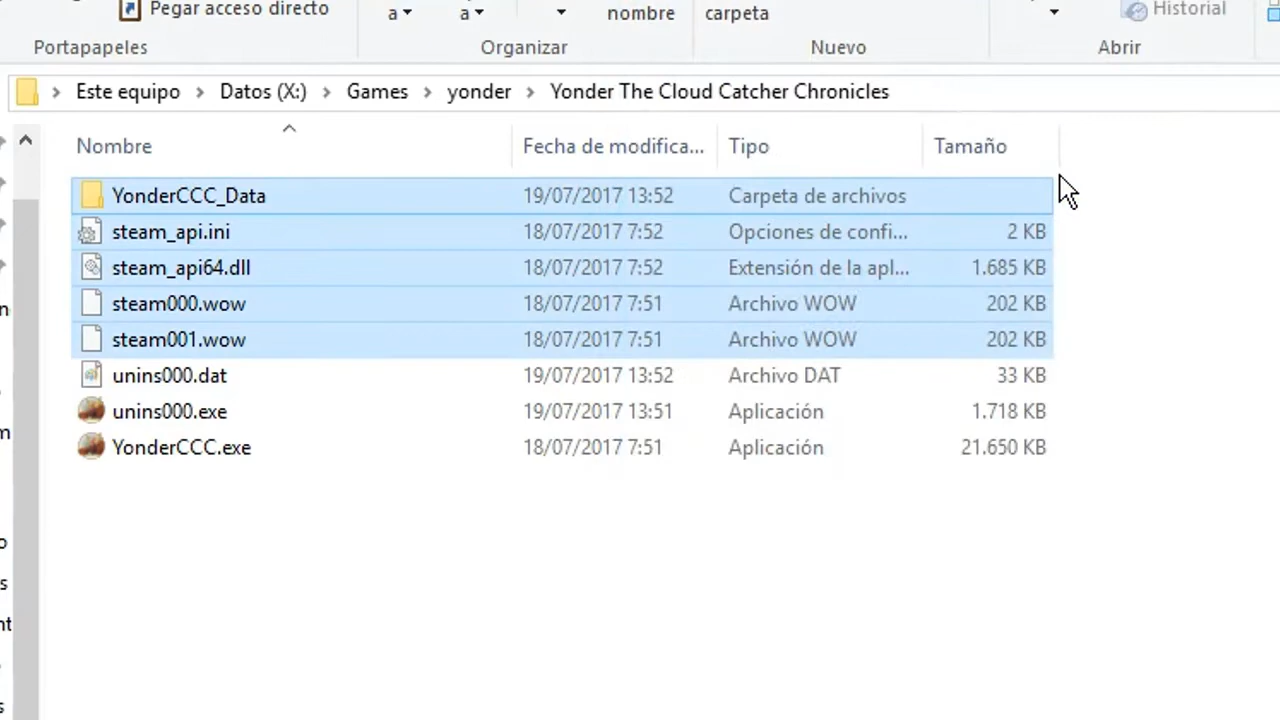 Pegar acceso directo
a a nombre carpeta Historial
Portapapeles Organizar Nuevo Abrir
Este equipo Datos (X:) Games yonder Yonder The Cloud Catcher Chronicles
Nombre Fecha de modifica... Tipo Tamaño
YonderCCC_Data 19/07/2017 13:52 Carpeta de archivos
steam_api.ini 18/07/2017 7:52 Opciones de confi... 2 KB
steam_api64.dll 18/07/2017 7:52 Extensión de la apl... 1.685 KB
steam000.wow 18/07/2017 7:51 Archivo WOW 202 KB
steam001.wow 18/07/2017 7:51 Archivo WOW 202 KB
unins000.dat 19/07/2017 13:52 Archivo DAT 33 KB
unins000.exe 19/07/2017 13:51 Aplicación 1.718 KB
YonderCCC.exe 18/07/2017 7:51 Aplicación 21.650 KB